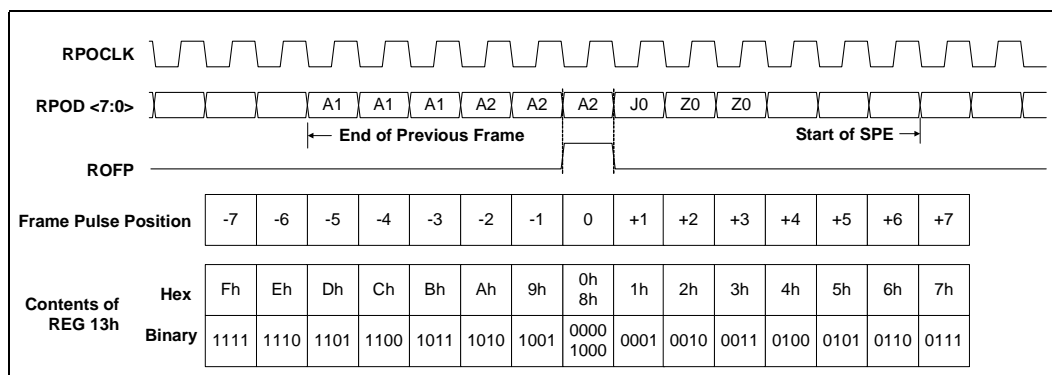 RPOCLK
RPOD <7:0> A1 A1 A1 A2 A2 A2 J0 Z0 Z0
End of Previous Frame Start of SPE
ROFP
Frame Pulse Position -7 -6 -5 -4 -3 -2 -1 0 +1 +2 +3 +4 +5 +6 +7
Contents of REG 13h
Hex Fh Eh Dh Ch Bh Ah 9h 0h 8h 1h 2h 3h 4h 5h 6h 7h
Binary 1111 1110 1101 1100 1011 1010 1001 0000 1000 0001 0010 0011 0100 0101 0110 0111